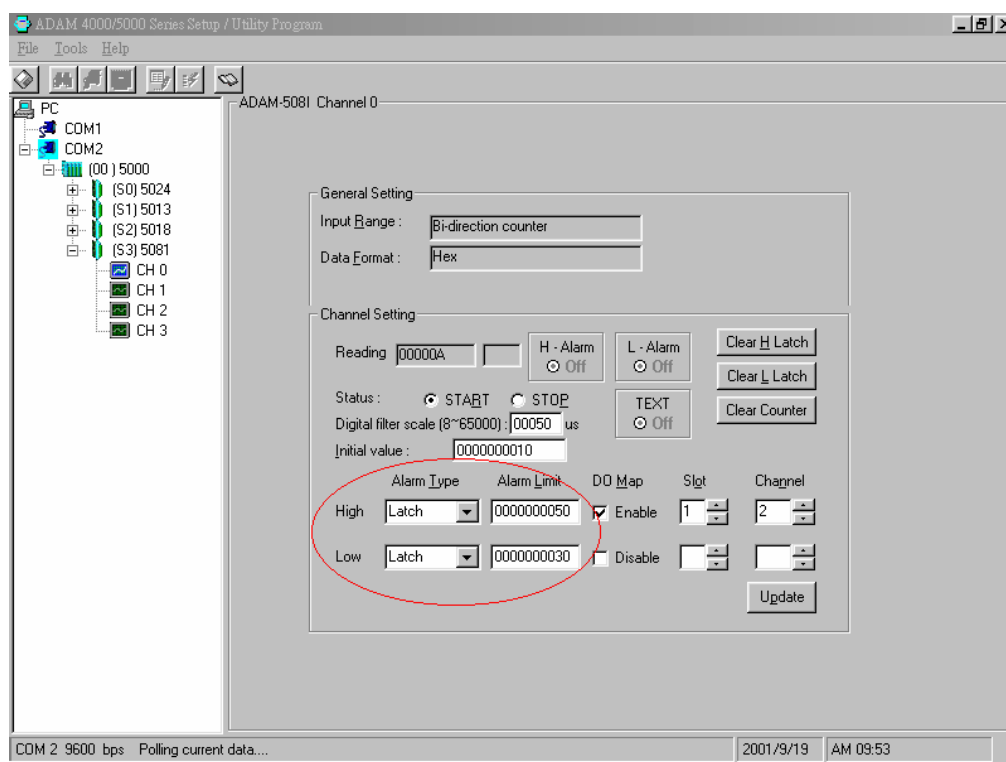 ADAM 4000/5000 Series Setup / Utility Program
File Tools Help
PC
COM1
COM2
(00 ) 5000
(S0) 5024
(S1) 5013
(S2) 5018
(S3) 5081
CH 0
CH 1
CH 2
CH 3
ADAM-5081 Channel 0
General Setting
Input Range : Bi-direction counter
Data Format : Hex
Channel Setting
Reading 00000A
H - Alarm
Off
L - Alarm
Off
Clear H Latch
Clear L Latch
Status : START STOP
TEXT
Off
Clear Counter
Digital filter scale (8~65000) : 00050 us
Initial value : 0000000010
Alarm Type Alarm Limit DO Map Slot Channel
High Latch 0000000050 Enable 1 2
Low Latch 0000000030 Disable
Update
COM 2 9600 bps Polling current data.... 2001/9/19 AM 09:53